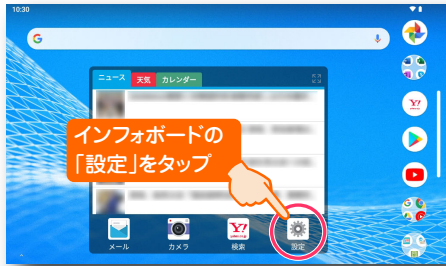 10:30
G
ニュース 天気 カレンダー
インフォボードの
「設定」をタップ
Y!
Y!
メール カメラ 検索 設定